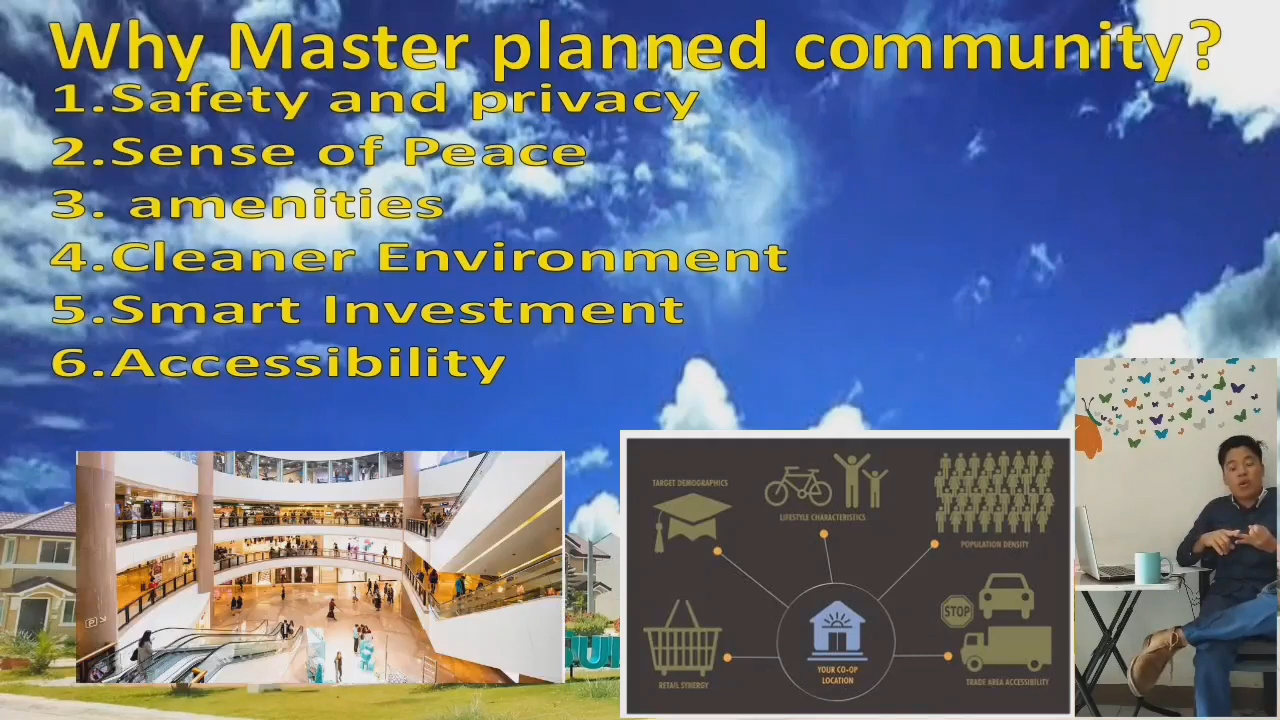 Why Master planned community?
1.Safety and privacy
2.Sense of Peace
3. amenities
4.Cleaner Environment
5.Smart Investment
6.Accessibility
TARGET DEMOGRAPHICS
LIFESTYLE CHARACTERISTICS
POPULATION DENSITY
STOP
YOUR CO-OP
LOCATION
RETAIL SYNERGY
TRADE AREA ACCESSIBILITY
P